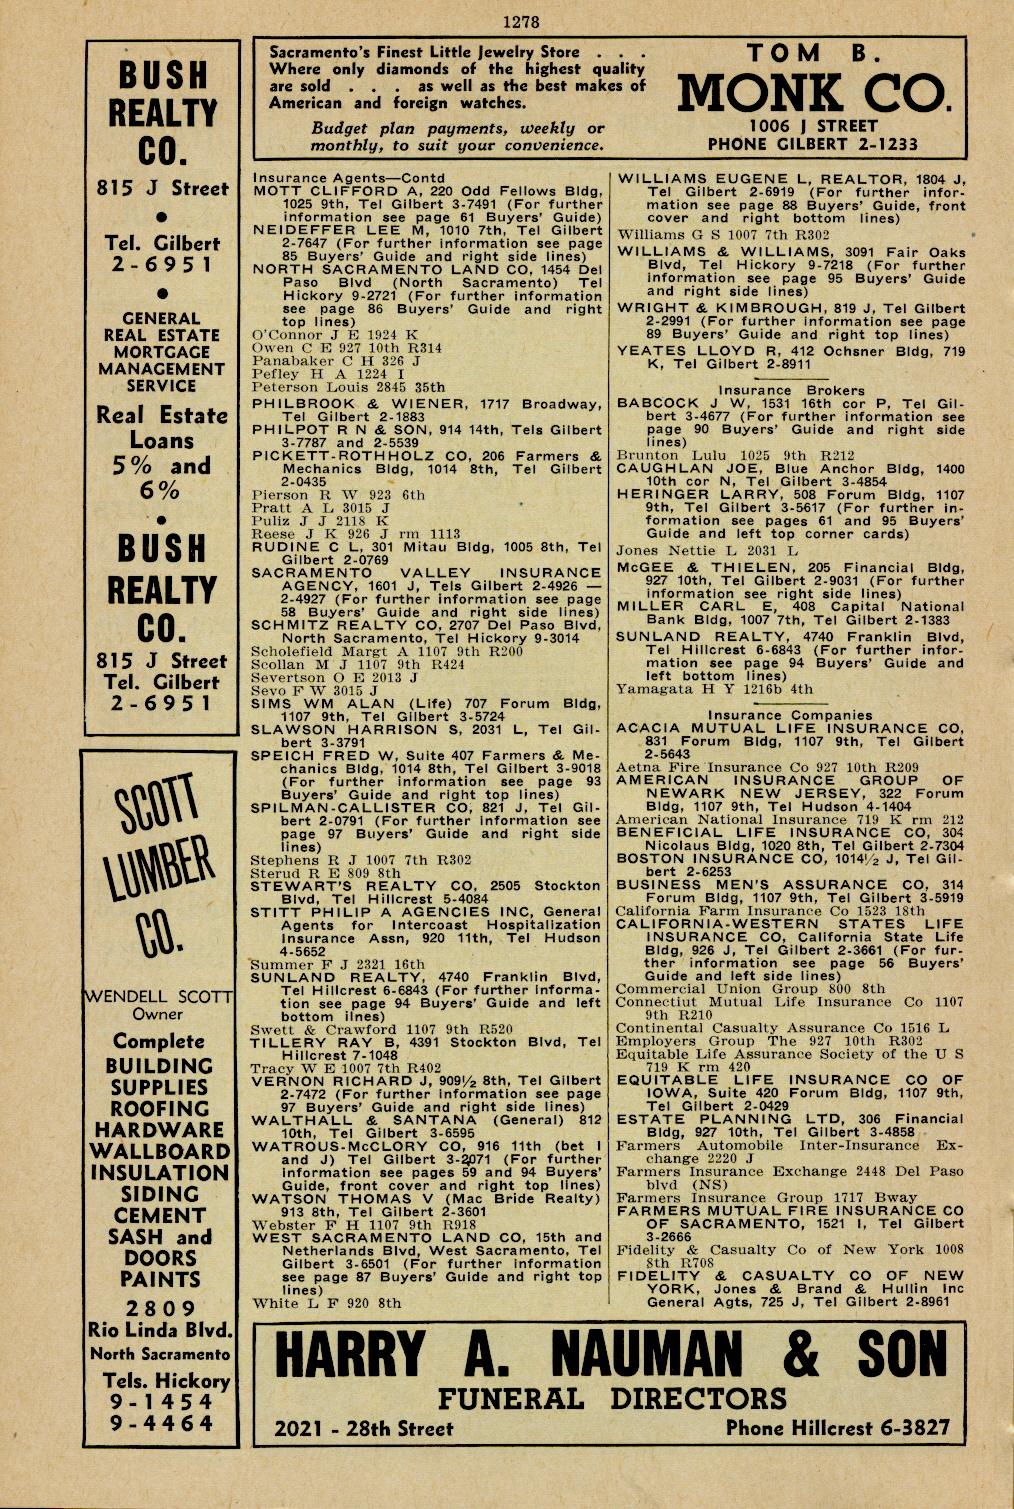 1278
BUSH
REALTY
CO.
815 J Street
•
Tel. Gilbert
2-6951
•
GENERAL
REAL ESTATE
MORTGAGE
MANAGEMENT
SERVICE
Real Estate
Loans
5% and
6%
•
BUSH
REALTY
CO.
815 J Street
Tel. Gilbert
2-6951
SCOTT
LUMBER
CO.
WENDELL SCOTT
Owner
Complete
BUILDING
SUPPLIES
ROOFING
HARDWARE
WALLBOARD
INSULATION
SIDING
CEMENT
SASH and
DOORS
PAINTS
2809
Rio Linda Blvd.
North Sacramento
Tels. Hickory
9-1454
9-4464
Sacramento's Finest Little Jewelry Store . . .
Where only diamonds of the highest quality
are sold . . . as well as the best makes of
American and foreign watches.
Budget plan payments, weekly or
monthly, to suit your convenience.
TOM B.
MONK CO.
1006 J STREET
PHONE GILBERT 2-1233
Insurance Agents—Contd
MOTT CLIFFORD A, 220 Odd Fellows Bldg,
1025 9th, Tel Gilbert 3-7491 (For further
information see page 61 Buyers' Guide)
NEIDEFFER LEE M, 1010 7th, Tel Gilbert
2-7647 (For further information see page
85 Buyers' Guide and right side lines)
NORTH SACRAMENTO LAND CO, 1454 Del
Paso Blvd (North Sacramento) Tel
Hickory 9-2721 (For further information
see page 86 Buyers' Guide and right
top lines)
O'Connor J E 1924 K
Owen C E 927 10th R314
Panabaker C H 326 J
Pefley H A 1224 I
Peterson Louis 2845 35th
PHILBROOK & WIENER, 1717 Broadway,
Tel Gilbert 2-1883
PHILPOT R N & SON, 914 14th, Tels Gilbert
3-7787 and 2-5539
PICKETT-ROTHHOLZ CO, 206 Farmers &
Mechanics Bldg, 1014 8th, Tel Gilbert
2-0435
Pierson R W 923 6th
Pratt A L 3015 J
Puliz J J 2118 K
Reese J K 926 J rm 1113
RUDINE C L, 301 Mitau Bldg, 1005 8th, Tel
Gilbert 2-0769
SACRAMENTO VALLEY INSURANCE
AGENCY, 1601 J, Tels Gilbert 2-4926 —
2-4927 (For further information see page
58 Buyers' Guide and right side lines)
SCHMITZ REALTY CO, 2707 Del Paso Blvd,
North Sacramento, Tel Hickory 9-3014
Scholefield Margt A 1107 9th R200
Scollan M J 1107 9th R424
Severtson O E 2013 J
Sevo F W 3015 J
SIMS WM ALAN (Life) 707 Forum Bldg,
1107 9th, Tel Gilbert 3-5724
SLAWSON HARRISON S, 2031 L, Tel Gil-
bert 3-3791
SPEICH FRED W, Suite 407 Farmers & Me-
chanics Bldg, 1014 8th, Tel Gilbert 3-9018
(For further information see page 93
Buyers' Guide and right top lines)
SPILMAN-CALLISTER CO, 821 J, Tel Gil-
bert 2-0791 (For further information see
page 97 Buyers' Guide and right side
lines)
Stephens R J 1007 7th R302
Sterud R E 809 8th
STEWART'S REALTY CO, 2505 Stockton
Blvd, Tel Hillcrest 5-4084
STITT PHILIP A AGENCIES INC, General
Agents for Intercoast Hospitalization
Insurance Assn, 920 11th, Tel Hudson
4-5652
Summer F J 2321 16th
SUNLAND REALTY, 4740 Franklin Blvd,
Tel Hillcrest 6-6843 (For further informa-
tion see page 94 Buyers' Guide and left
bottom ilnes)
Swett & Crawford 1107 9th R520
TILLERY RAY B, 4391 Stockton Blvd, Tel
Hillcrest 7-1048
Tracy W E 1007 7th R402
VERNON RICHARD J, 909½ 8th, Tel Gilbert
2-7472 (For further information see page
97 Buyers' Guide and right side lines)
WALTHALL & SANTANA (General) 812
10th, Tel Gilbert 3-6595
WATROUS-McCLORY CO, 916 11th (bet I
and J) Tel Gilbert 3-2071 (For further
information see pages 59 and 94 Buyers'
Guide, front cover and right top lines)
WATSON THOMAS V (Mac Bride Realty)
913 8th, Tel Gilbert 2-3601
Webster F H 1107 9th R918
WEST SACRAMENTO LAND CO, 15th and
Netherlands Blvd, West Sacramento, Tel
Gilbert 3-6501 (For further information
see page 87 Buyers' Guide and right top
lines)
White L F 920 8th
WILLIAMS EUGENE L, REALTOR, 1804 J,
Tel Gilbert 2-6919 (For further infor-
mation see page 88 Buyers' Guide, front
cover and right bottom lines)
Williams G S 1007 7th R302
WILLIAMS & WILLIAMS, 3091 Fair Oaks
Blvd, Tel Hickory 9-7218 (For further
information see page 95 Buyers' Guide
and right side lines)
WRIGHT & KIMBROUGH, 819 J, Tel Gilbert
2-2991 (For further information see page
89 Buyers' Guide and right top lines)
YEATES LLOYD R, 412 Ochsner Bldg, 719
K, Tel Gilbert 2-8911
Insurance Brokers
BABCOCK J W, 1531 16th cor P, Tel Gil-
bert 3-4677 (For further information see
page 90 Buyers' Guide and right side
lines)
Brunton Lulu 1025 9th R212
CAUGHLAN JOE, Blue Anchor Bldg, 1400
10th cor N, Tel Gilbert 3-4854
HERINGER LARRY, 508 Forum Bldg, 1107
9th, Tel Gilbert 3-5617 (For further in-
formation see pages 61 and 95 Buyers'
Guide and left top corner cards)
Jones Nettie L 2031 L
McGEE & THIELEN, 205 Financial Bldg,
927 10th, Tel Gilbert 2-9031 (For further
information see right side lines)
MILLER CARL E, 408 Capital National
Bank Bldg, 1007 7th, Tel Gilbert 2-1383
SUNLAND REALTY, 4740 Franklin Blvd,
Tel Hillcrest 6-6843 (For further infor-
mation see page 94 Buyers' Guide and
left bottom lines)
Yamagata H Y 1216b 4th
Insurance Companies
ACACIA MUTUAL LIFE INSURANCE CO,
831 Forum Bldg, 1107 9th, Tel Gilbert
2-5643
Aetna Fire Insurance Co 927 10th R209
AMERICAN INSURANCE GROUP OF
NEWARK NEW JERSEY, 322 Forum
Bldg, 1107 9th, Tel Hudson 4-1404
American National Insurance 719 K rm 212
BENEFICIAL LIFE INSURANCE CO, 304
Nicolaus Bldg, 1020 8th, Tel Gilbert 2-7304
BOSTON INSURANCE CO, 1014½ J, Tel Gil-
bert 2-6253
BUSINESS MEN'S ASSURANCE CO, 314
Forum Bldg, 1107 9th, Tel Gilbert 3-5919
California Farm Insurance Co 1523 18th
CALIFORNIA-WESTERN STATES LIFE
INSURANCE CO, California State Life
Bldg, 926 J, Tel Gilbert 2-3661 (For fur-
ther information see page 56 Buyers'
Guide and left side lines)
Commercial Union Group 800 8th
Connectiut Mutual Life Insurance Co 1107
9th R210
Continental Casualty Assurance Co 1516 L
Employers Group The 927 10th R302
Equitable Life Assurance Society of the U S
719 K rm 420
EQUITABLE LIFE INSURANCE CO OF
IOWA, Suite 420 Forum Bldg, 1107 9th,
Tel Gilbert 2-0429
ESTATE PLANNING LTD, 306 Financial
Bldg, 927 10th, Tel Gilbert 3-4858
Farmers Automobile Inter-Insurance Ex-
change 2220 J
Farmers Insurance Exchange 2448 Del Paso
blvd (NS)
Farmers Insurance Group 1717 Bway
FARMERS MUTUAL FIRE INSURANCE CO
OF SACRAMENTO, 1521 I, Tel Gilbert
3-2666
Fidelity & Casualty Co of New York 1008
8th R708
FIDELITY & CASUALTY CO OF NEW
YORK, Jones & Brand & Hullin Inc
General Agts, 725 J, Tel Gilbert 2-8961
HARRY A. NAUMAN & SON
FUNERAL DIRECTORS
2021 - 28th Street
Phone Hillcrest 6-3827